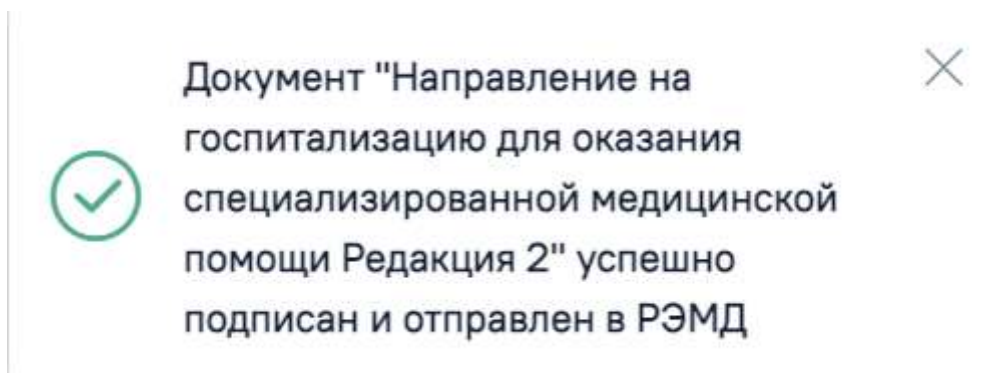 Документ "Направление на
госпитализацию для оказания
специализированной медицинской
помощи Редакция 2" успешно
подписан и отправлен в РЭМД